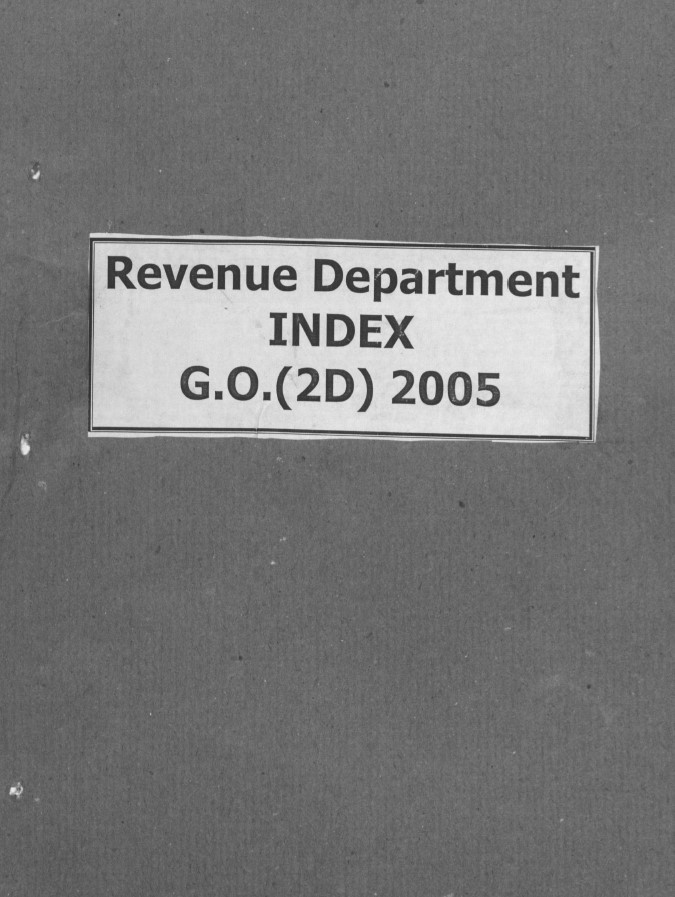 Revenue Department
INDEX
G.O.(2D) 2005